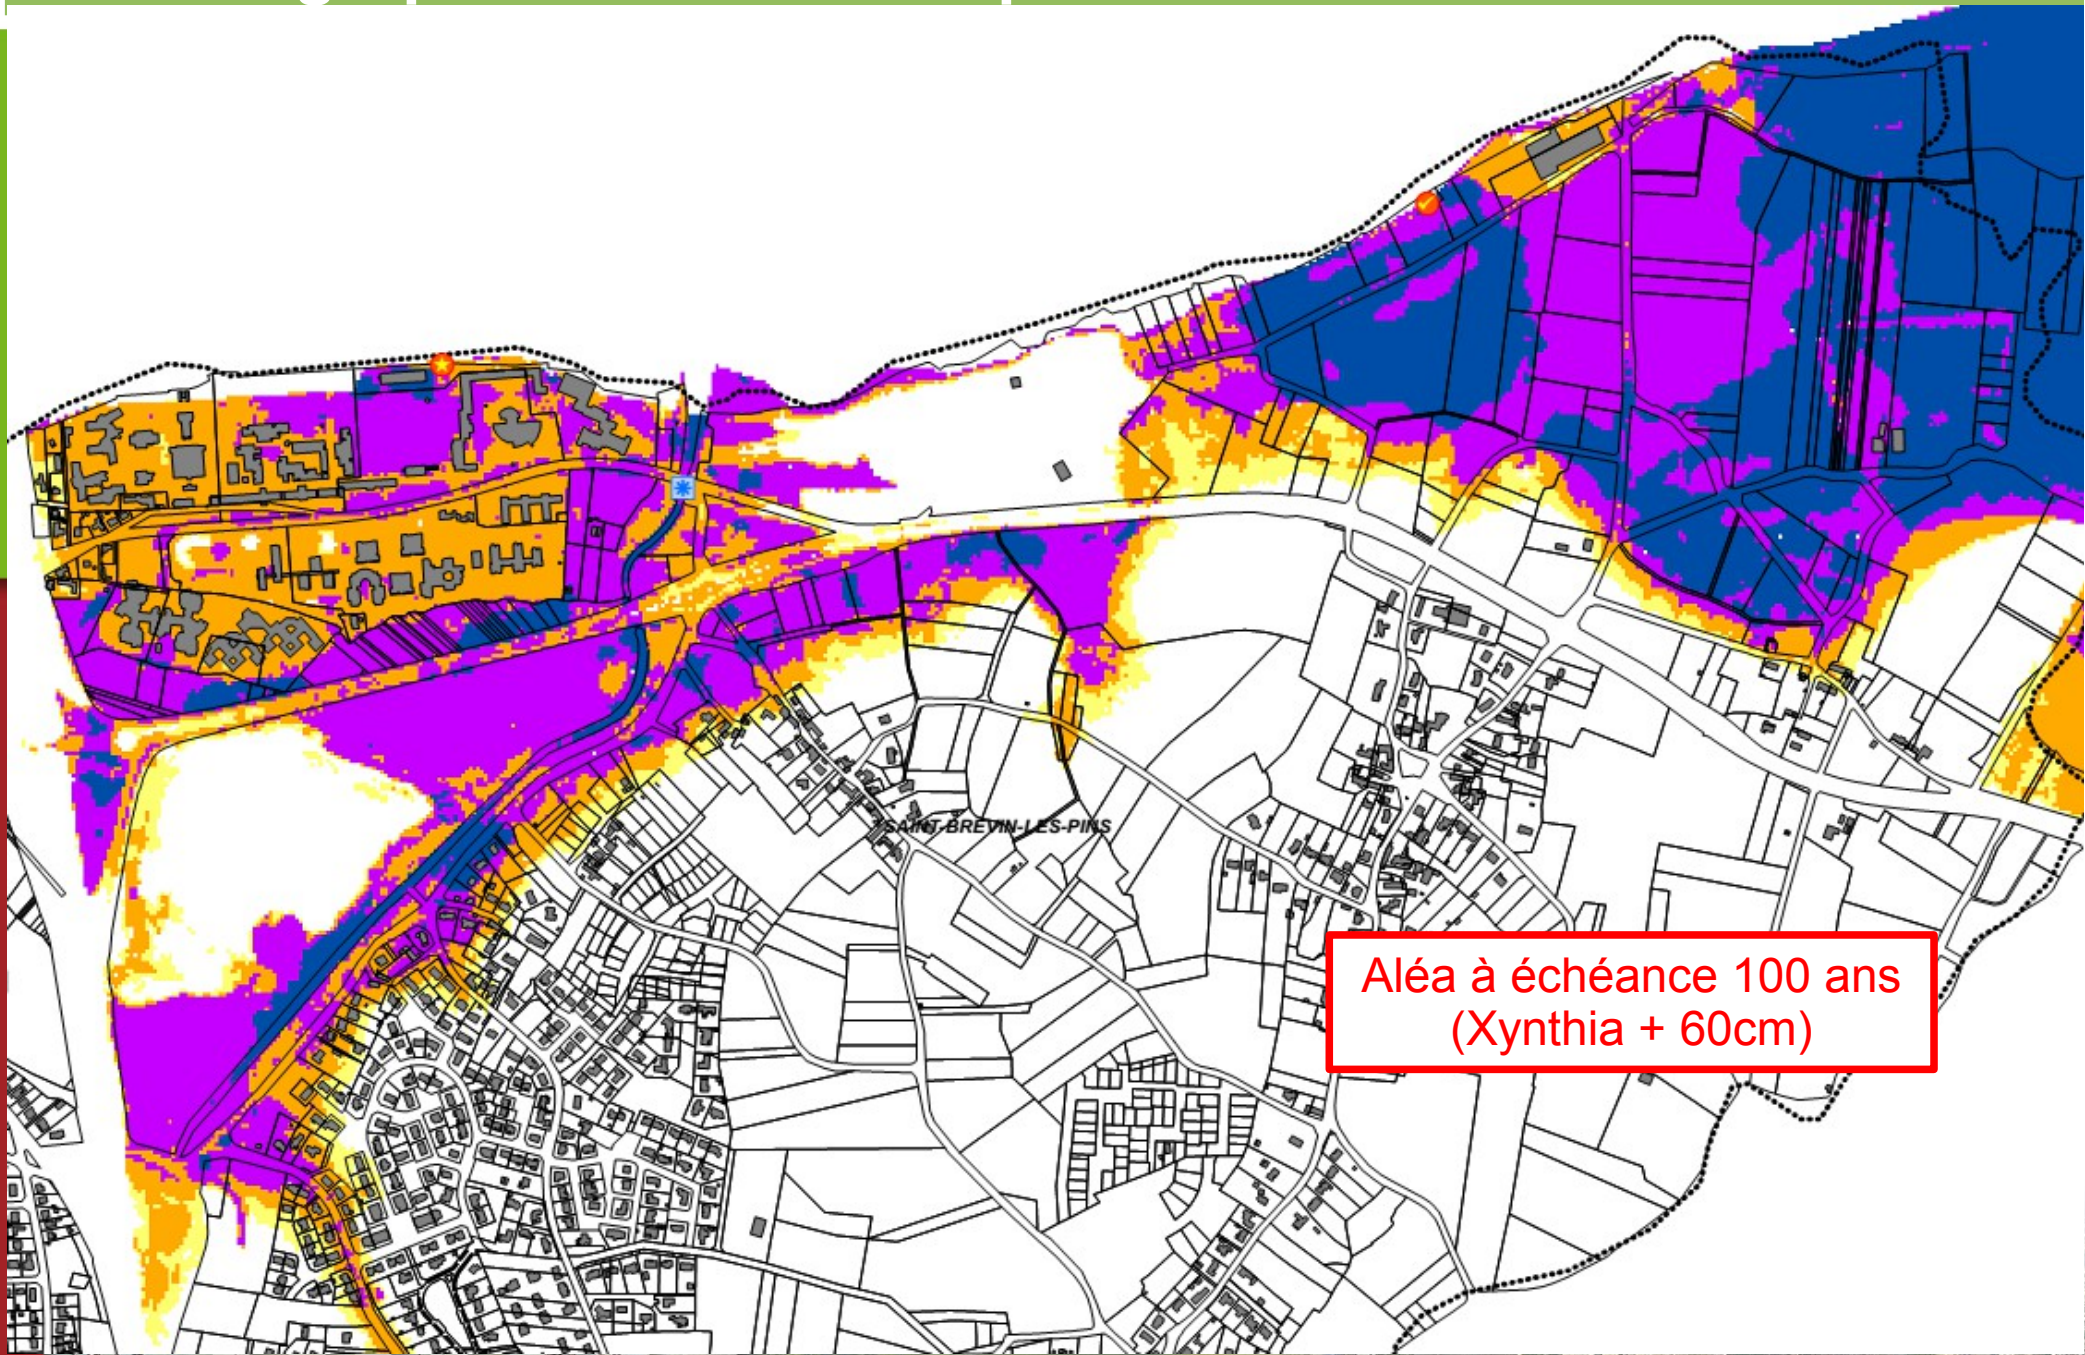 SAINT-BREVIN-LES-PINS
Aléa à échéance 100 ans
(Xynthia + 60cm)